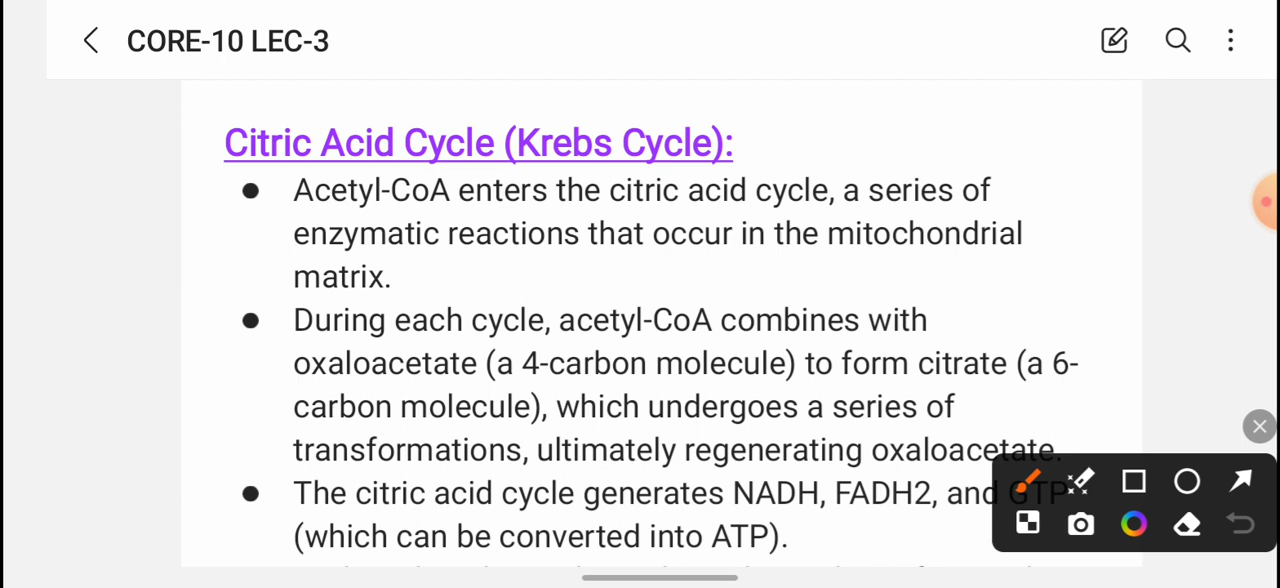 CORE-10 LEC-3
Citric Acid Cycle (Krebs Cycle):
● Acetyl-CoA enters the citric acid cycle, a series of
enzymatic reactions that occur in the mitochondrial
matrix.
● During each cycle, acetyl-CoA combines with
oxaloacetate (a 4-carbon molecule) to form citrate (a 6-
carbon molecule), which undergoes a series of
transformations, ultimately regenerating oxaloacetate.
● The citric acid cycle generates NADH, FADH2, and GTP
(which can be converted into ATP).